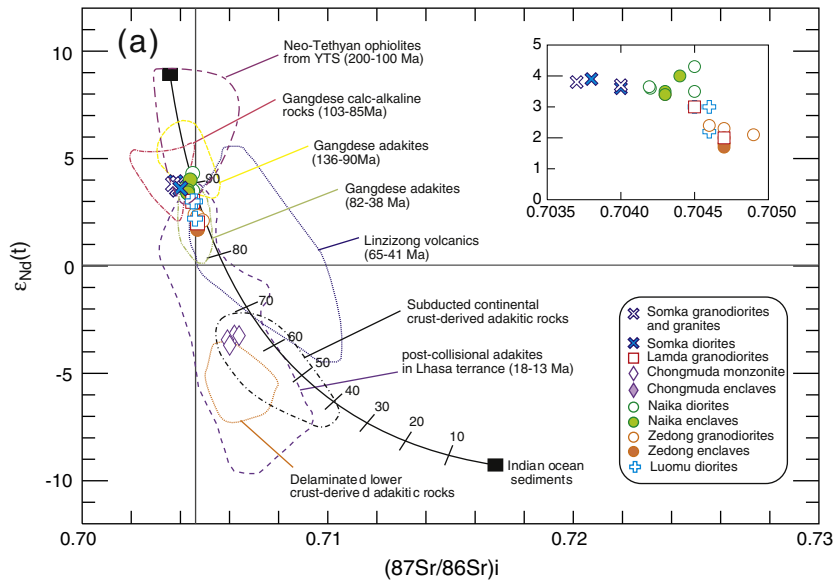 (a)
10
5
0
-5
-10
εNd(t)
0.70
0.71
0.72
0.73
(87Sr/86Sr)i
Neo-Tethyan ophiolites
from YTS (200-100 Ma)
Gangdese calc-alkaline
rocks (103-85Ma)
Gangdese adakites
(136-90Ma)
Gangdese adakites
(82-38 Ma)
Linzizong volcanics
(65-41 Ma)
Subducted continental
crust-derived adakitic rocks
post-collisional adakites
in Lhasa terrance (18-13 Ma)
Delaminated lower
crust-derived adakitic rocks
Indian ocean
sediments
90
80
70
60
50
40
30
20
10
5
4
3
2
1
0
0.7035
0.704
0.7045
0.7050
Somka granodiorites
and granites
Somka diorites
Lamda granodiorites
Chongmuda monzonite
Chongmuda enclaves
Naika diorites
Naika enclaves
Zedong granodiorites
Zedong enclaves
Luomu diorites